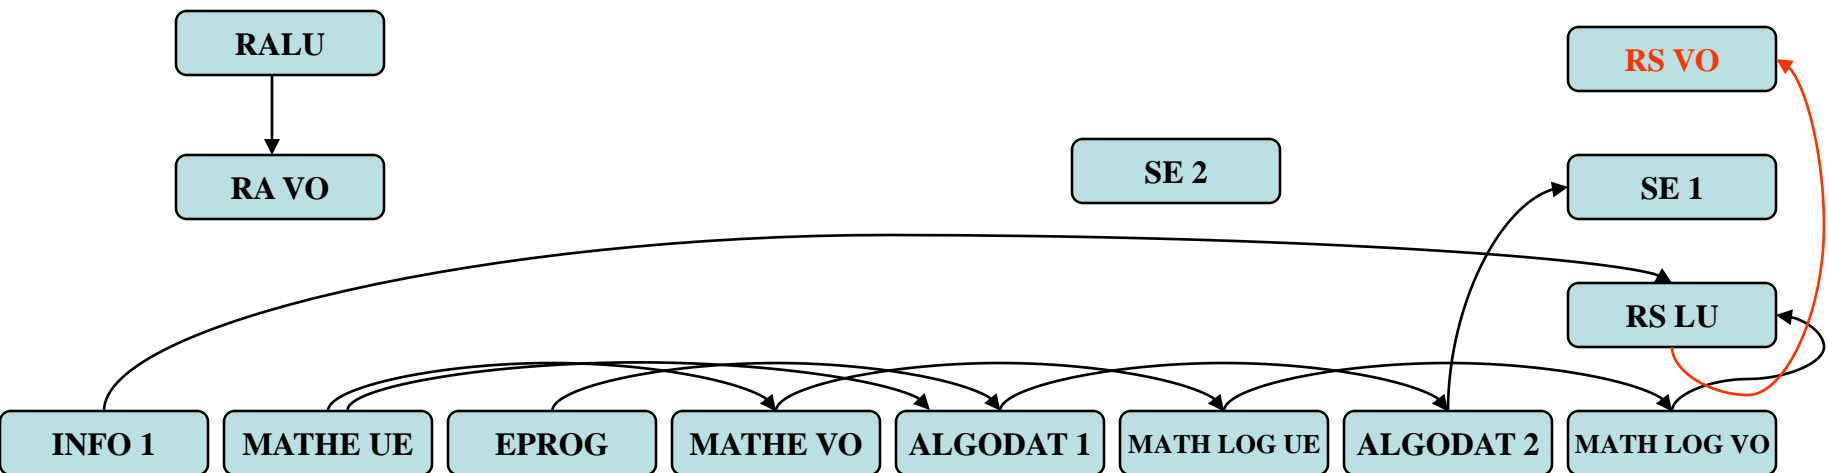 RALU
RS VO
RA VO
SE 2
SE 1
RS LU
INFO 1
MATHE UE
EPROG
MATHE VO
ALGODAT 1
MATH LOG UE
ALGODAT 2
MATH LOG VO